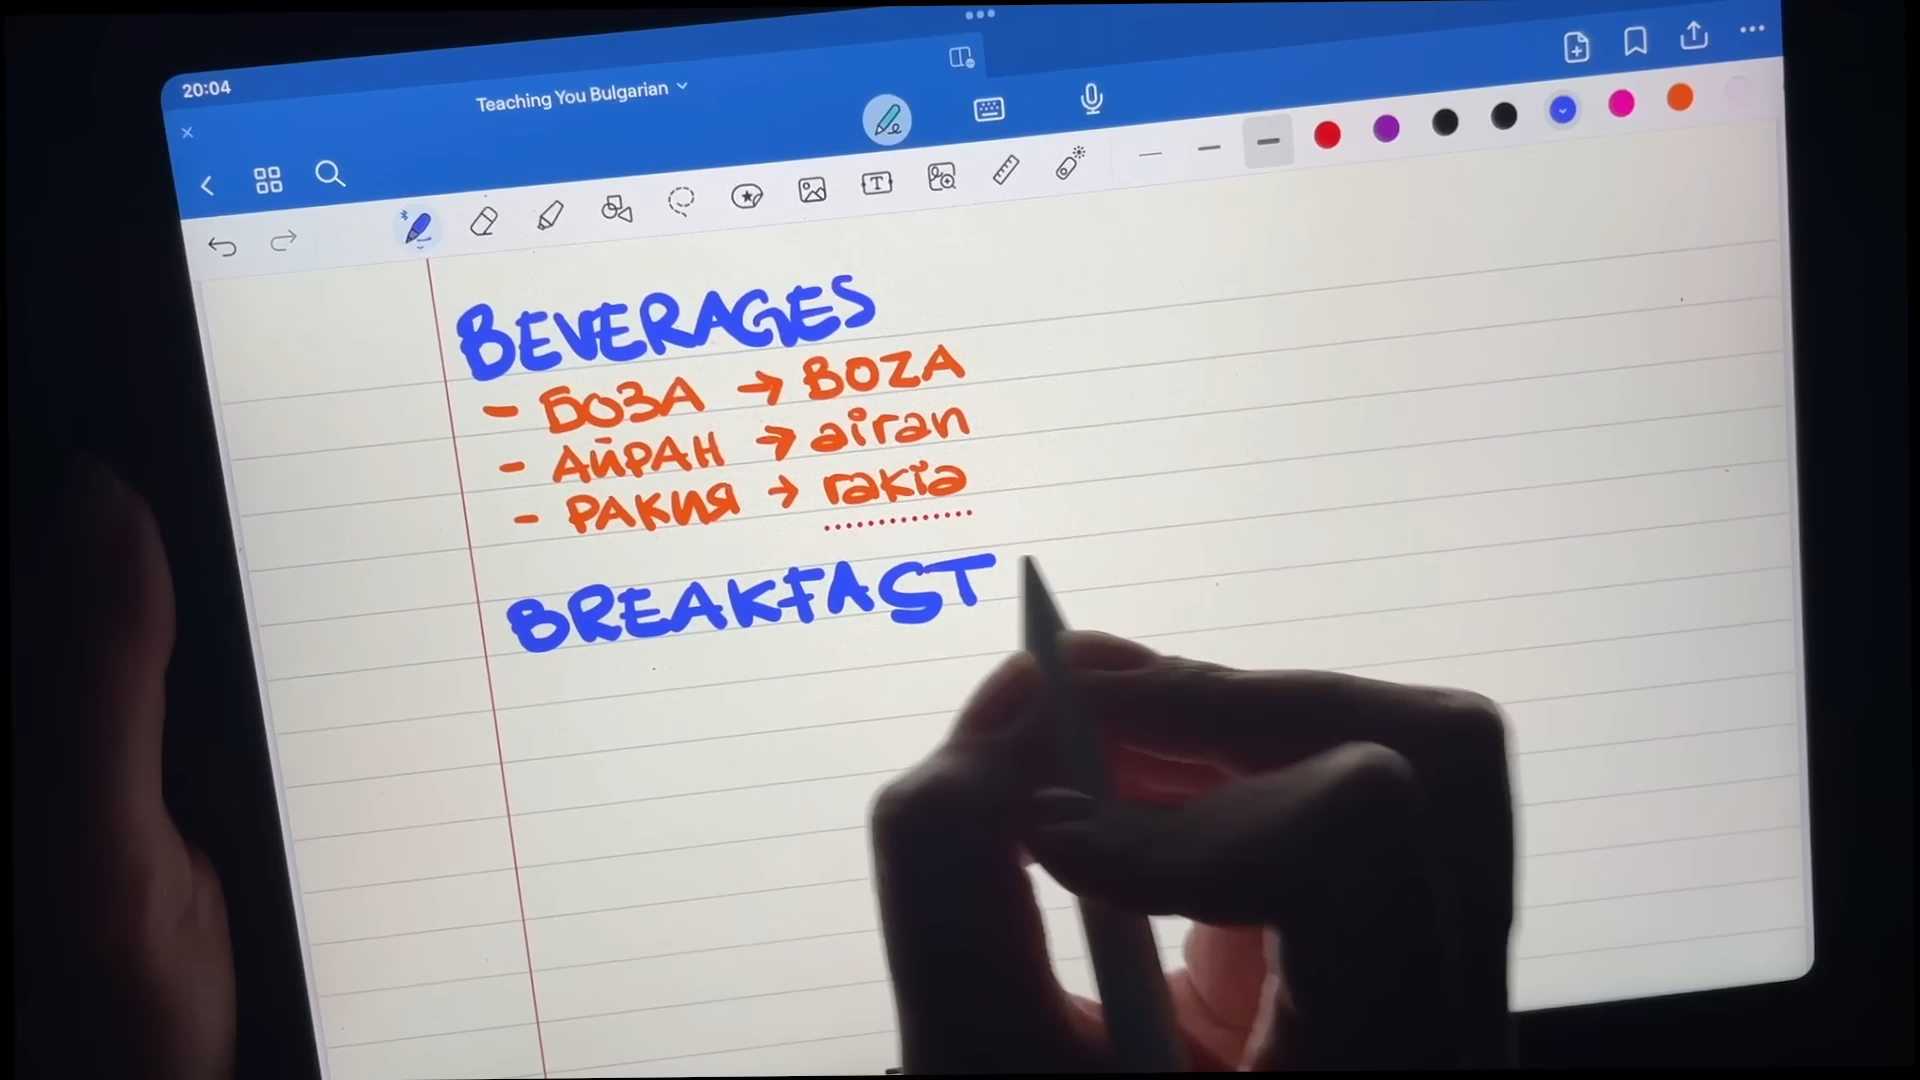 20:04
Teaching You Bulgarian
BEVERAGES
- БОЗА → BOZA
- АЙРАН → airan
- РАКИЯ → rakia
BREAKFAST